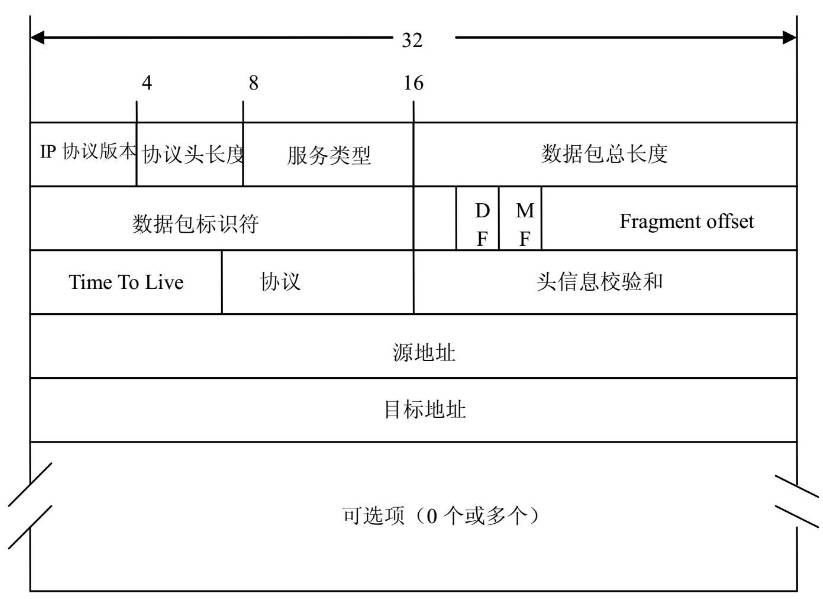 32
4 8 16
IP 协议版本 协议头长度 服务类型 数据包总长度
数据包标识符 D F M F Fragment offset
Time To Live 协议 头信息校验和
源地址
目标地址
可选项（0 个或多个）